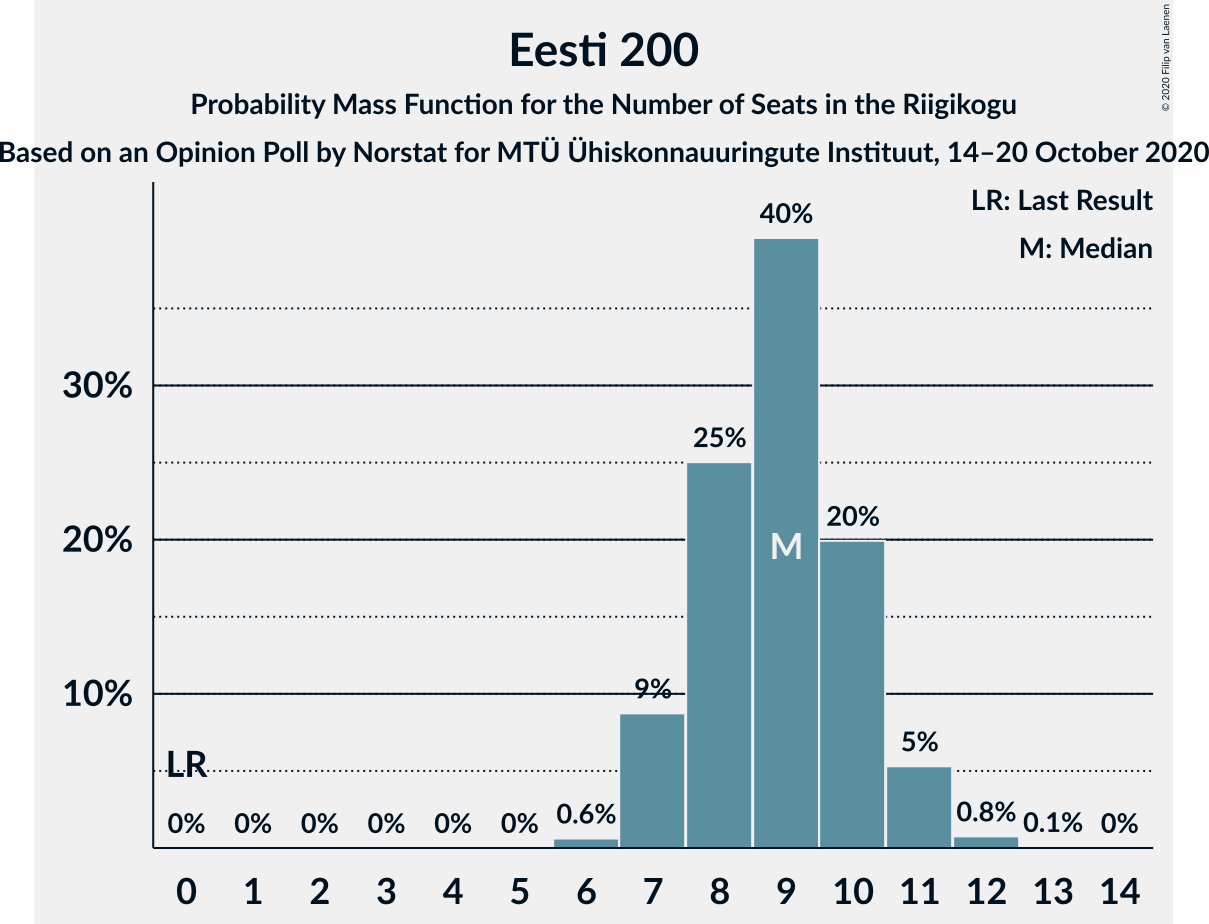 Eesti 200
Probability Mass Function for the Number of Seats in the Riigikogu
Based on an Opinion Poll by Norstat for MTÜ Ühiskonnauuringute Instituut, 14–20 October 2020
© 2020 Filip van Laenen
LR: Last Result
M: Median
40%
30%
25%
20%
20%
M
10%
9%
5%
LR
0% 0% 0% 0% 0% 0% 0.6% 0.8% 0.1% 0%
0 1 2 3 4 5 6 7 8 9 10 11 12 13 14